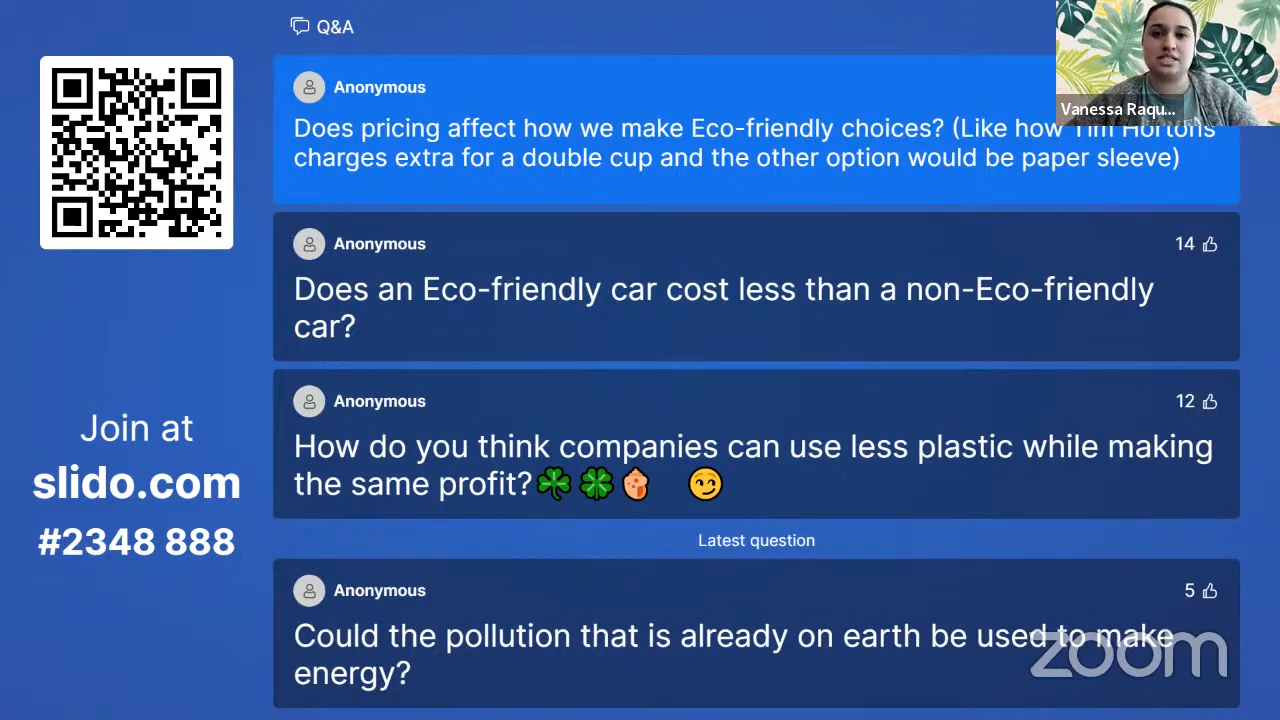 Q&A
Vanessa Raqu...
Anonymous
Does pricing affect how we make Eco-friendly choices? (Like how Tim Hortons
charges extra for a double cup and the other option would be paper sleeve)
Anonymous
14
Does an Eco-friendly car cost less than a non-Eco-friendly
car?
Anonymous
12
How do you think companies can use less plastic while making
the same profit?☘️🍀🥐 😏
Join at
slido.com
#2348 888
Latest question
Anonymous
5
Could the pollution that is already on earth be used to make
energy?
zoom